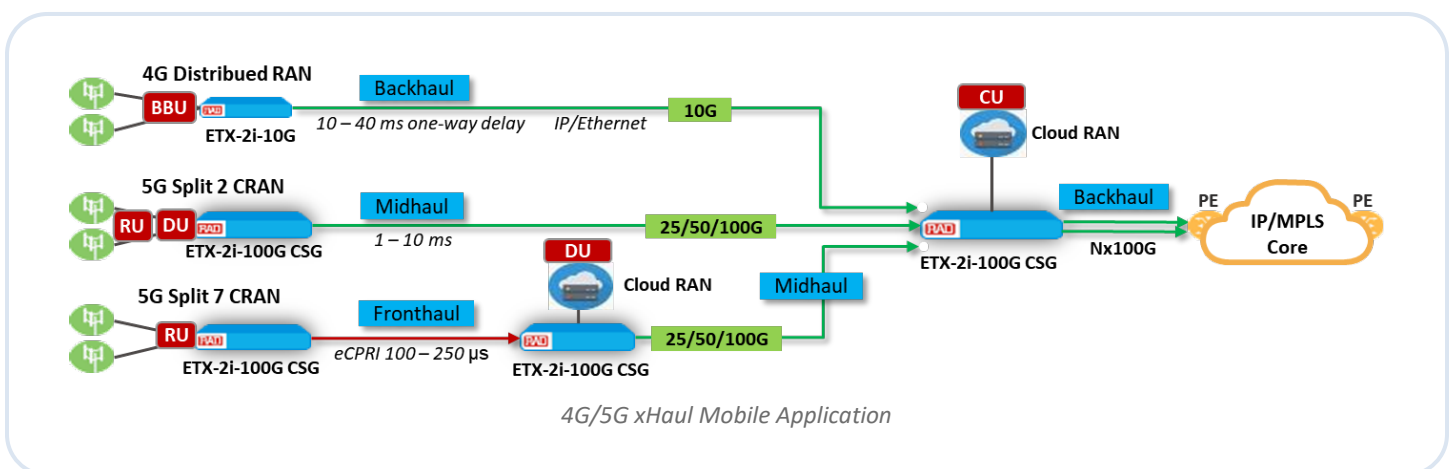 4G Distribued RAN
BBU
RAD
ETX-2i-10G
Backhaul
10 – 40 ms one-way delay
IP/Ethernet
10G
CU
Cloud RAN
5G Split 2 CRAN
RU
DU
RAD
ETX-2i-100G CSG
Midhaul
1 – 10 ms
25/50/100G
RAD
ETX-2i-100G CSG
Backhaul
Nx100G
PE
IP/MPLS
Core
PE
5G Split 7 CRAN
RU
RAD
ETX-2i-100G CSG
Fronthaul
eCPRI 100 – 250 µs
DU
Cloud RAN
RAD
ETX-2i-100G CSG
25/50/100G
Midhaul
4G/5G xHaul Mobile Application